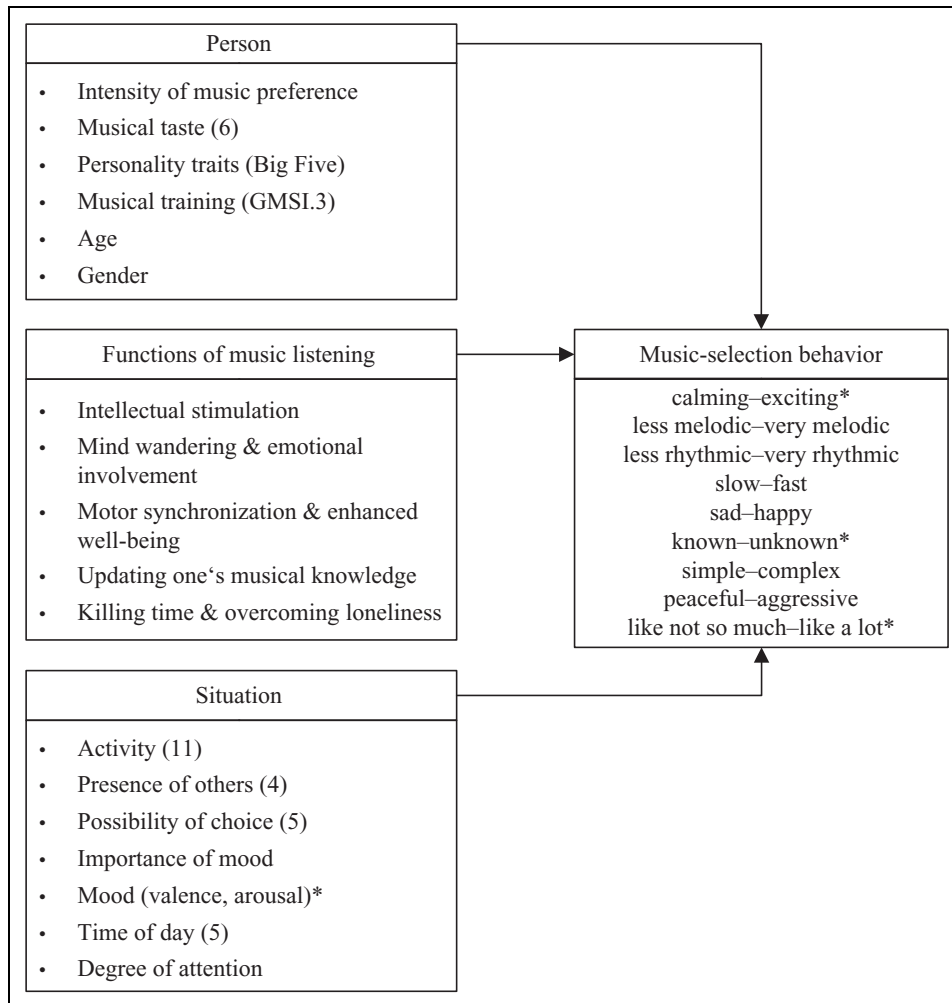 Person
• Intensity of music preference
• Musical taste (6)
• Personality traits (Big Five)
• Musical training (GMSI.3)
• Age
• Gender
Functions of music listening
• Intellectual stimulation
• Mind wandering & emotional
involvement
• Motor synchronization & enhanced
well-being
• Updating one‘s musical knowledge
• Killing time & overcoming loneliness
Situation
• Activity (11)
• Presence of others (4)
• Possibility of choice (5)
• Importance of mood
• Mood (valence, arousal)*
• Time of day (5)
• Degree of attention
Music-selection behavior
calming–exciting*
less melodic–very melodic
less rhythmic–very rhythmic
slow–fast
sad–happy
known–unknown*
simple–complex
peaceful–aggressive
like not so much–like a lot*